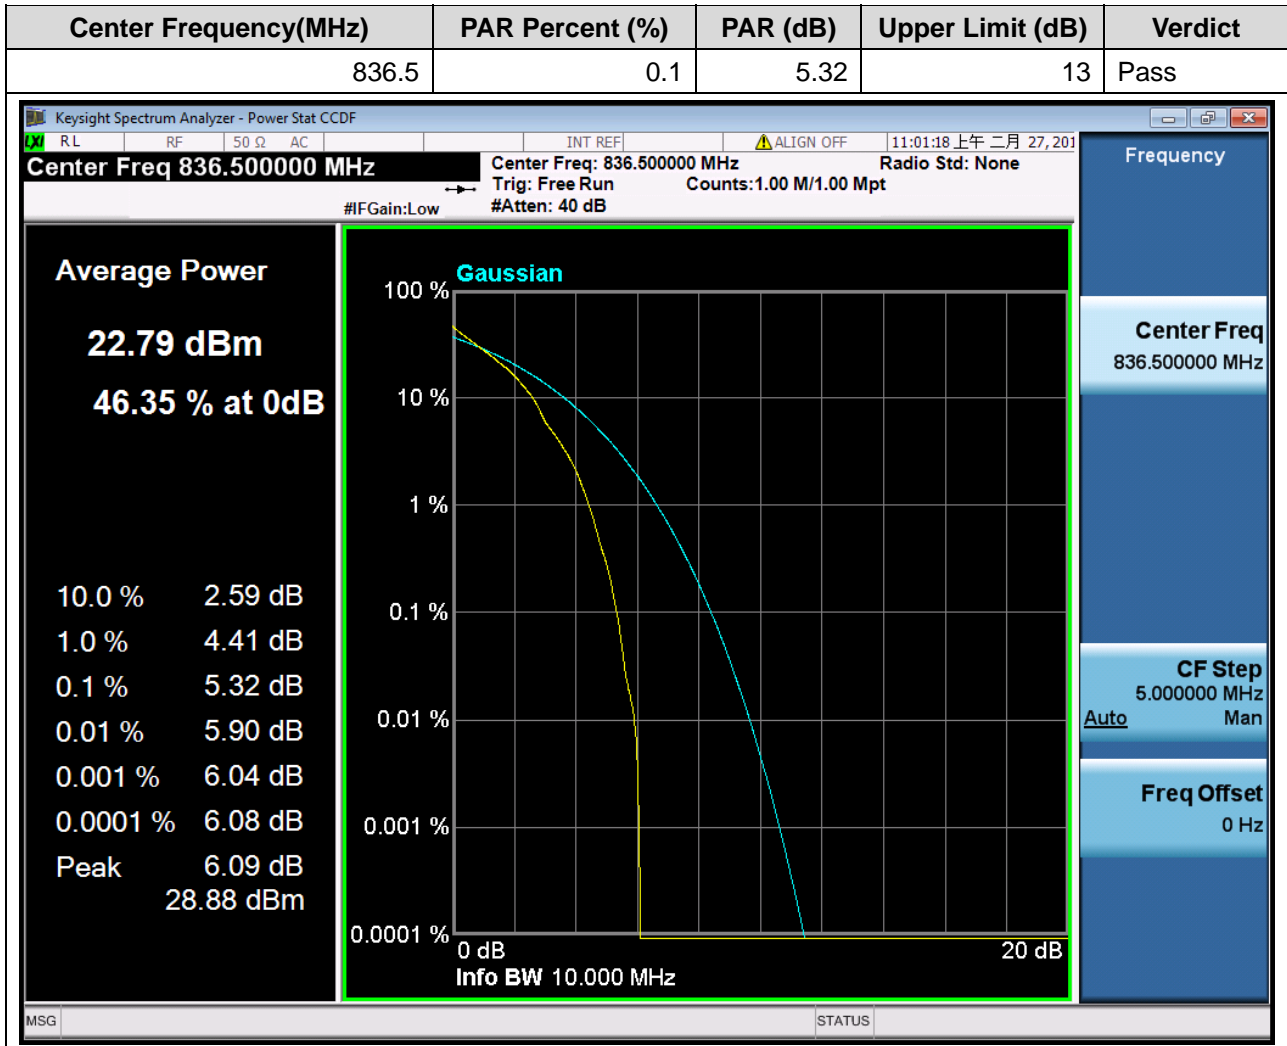 Center Frequency(MHz) PAR Percent (%) PAR (dB) Upper Limit (dB) Verdict
836.5 0.1 5.32 13 Pass
Keysight Spectrum Analyzer - Power Stat CCDF
LXI RL RF 50 Ω AC INT REF ALIGN OFF 11:01:18 上午 二月 27, 201
Center Freq 836.500000 MHz
Center Freq: 836.500000 MHz Radio Std: None
Trig: Free Run Counts:1.00 M/1.00 Mpt
#IFGain:Low #Atten: 40 dB
Frequency
Average Power
22.79 dBm
46.35 % at 0dB
10.0 % 2.59 dB
1.0 % 4.41 dB
0.1 % 5.32 dB
0.01 % 5.90 dB
0.001 % 6.04 dB
0.0001 % 6.08 dB
Peak 6.09 dB
28.88 dBm
Gaussian
100 %
10 %
1 %
0.1 %
0.01 %
0.001 %
0.0001 %
0 dB 20 dB
Info BW 10.000 MHz
Center Freq
836.500000 MHz
CF Step
5.000000 MHz
Auto Man
Freq Offset
0 Hz
MSG STATUS